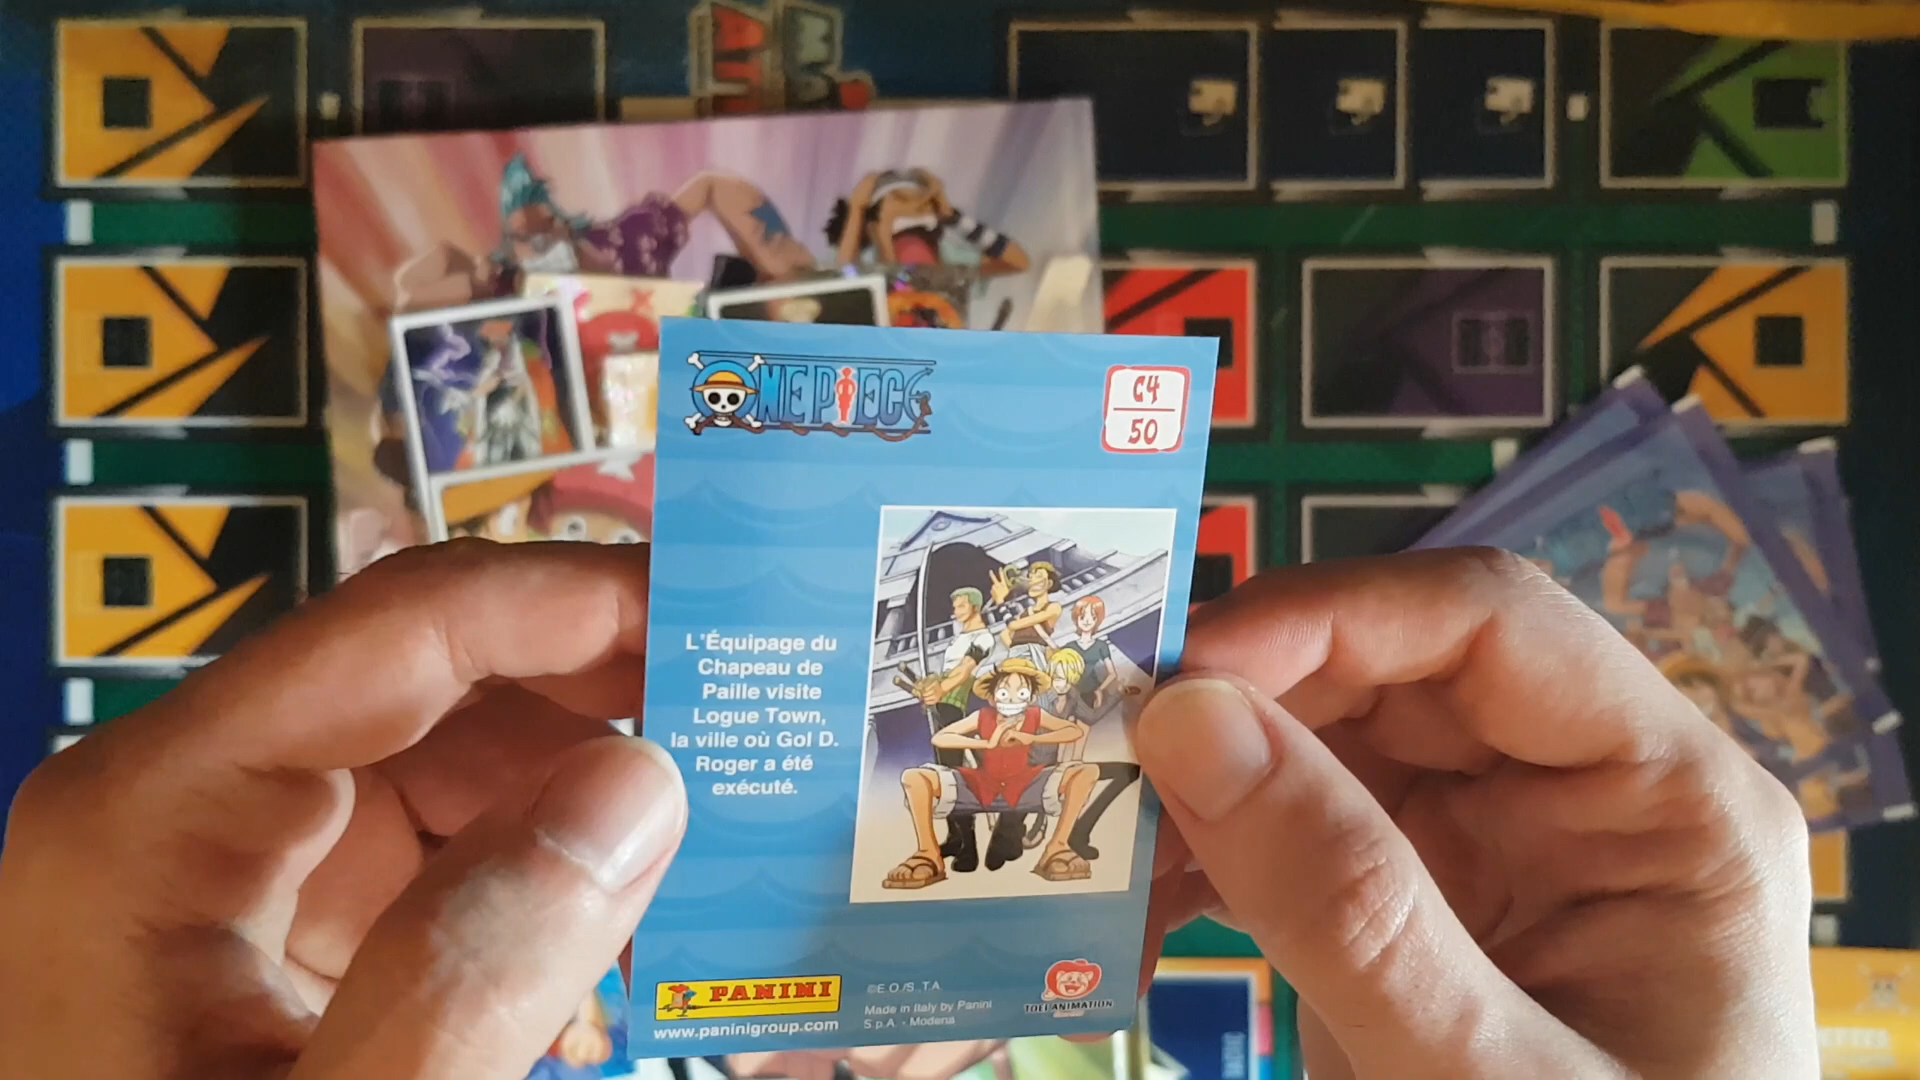 ONE PIECE
C4
50
L'Équipage du
Chapeau de
Paille visite
Logue Town,
la ville où Gol D.
Roger a été
exécuté.
PANINI
www.paninigroup.com
©E.O./S.,T.A.
Made in Italy by Panini
S.p.A. - Modena
TOEI ANIMATION